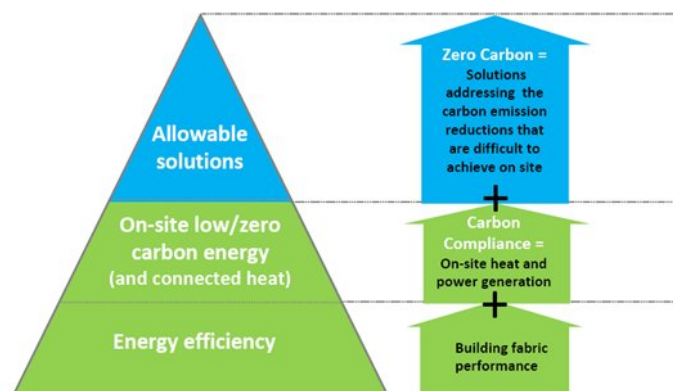 Allowable
solutions
On-site low/zero
carbon energy
(and connected heat)
Energy efficiency
Zero Carbon =
Solutions
addressing the
carbon emission
reductions that
are difficult to
achieve on site
+
Carbon
Compliance =
On-site heat and
power generation
+
Building fabric
performance